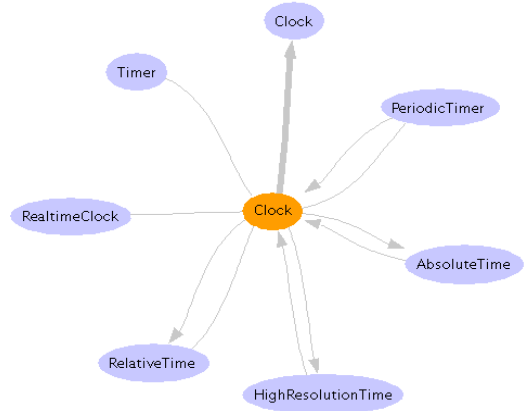 Clock
Timer
PeriodicTimer
Clock
RealtimeClock
AbsoluteTime
RelativeTime
HighResolutionTime